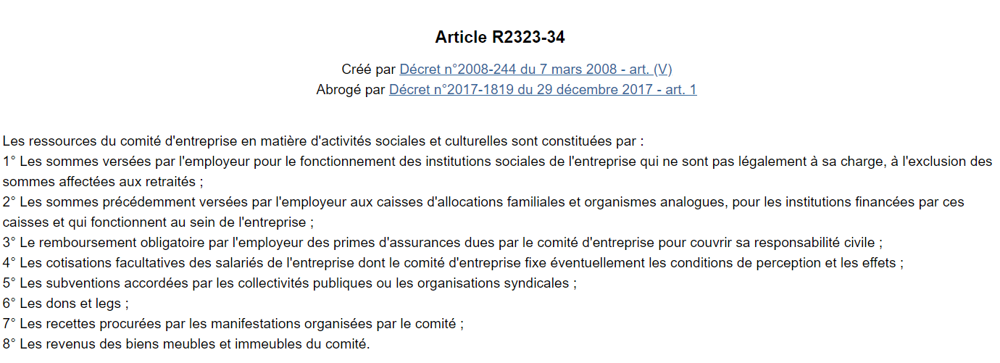 Article R2323-34
Créé par Décret n°2008-244 du 7 mars 2008 - art. (V)
Abrogé par Décret n°2017-1819 du 29 décembre 2017 - art. 1
Les ressources du comité d'entreprise en matière d'activités sociales et culturelles sont constituées par :
1° Les sommes versées par l'employeur pour le fonctionnement des institutions sociales de l'entreprise qui ne sont pas légalement à sa charge, à l'exclusion des
sommes affectées aux retraités ;
2° Les sommes précédemment versées par l'employeur aux caisses d'allocations familiales et organismes analogues, pour les institutions financées par ces
caisses et qui fonctionnent au sein de l'entreprise ;
3° Le remboursement obligatoire par l'employeur des primes d'assurances dues par le comité d'entreprise pour couvrir sa responsabilité civile ;
4° Les cotisations facultatives des salariés de l'entreprise dont le comité d'entreprise fixe éventuellement les conditions de perception et les effets ;
5° Les subventions accordées par les collectivités publiques ou les organisations syndicales ;
6° Les dons et legs ;
7° Les recettes procurées par les manifestations organisées par le comité ;
8° Les revenus des biens meubles et immeubles du comité.